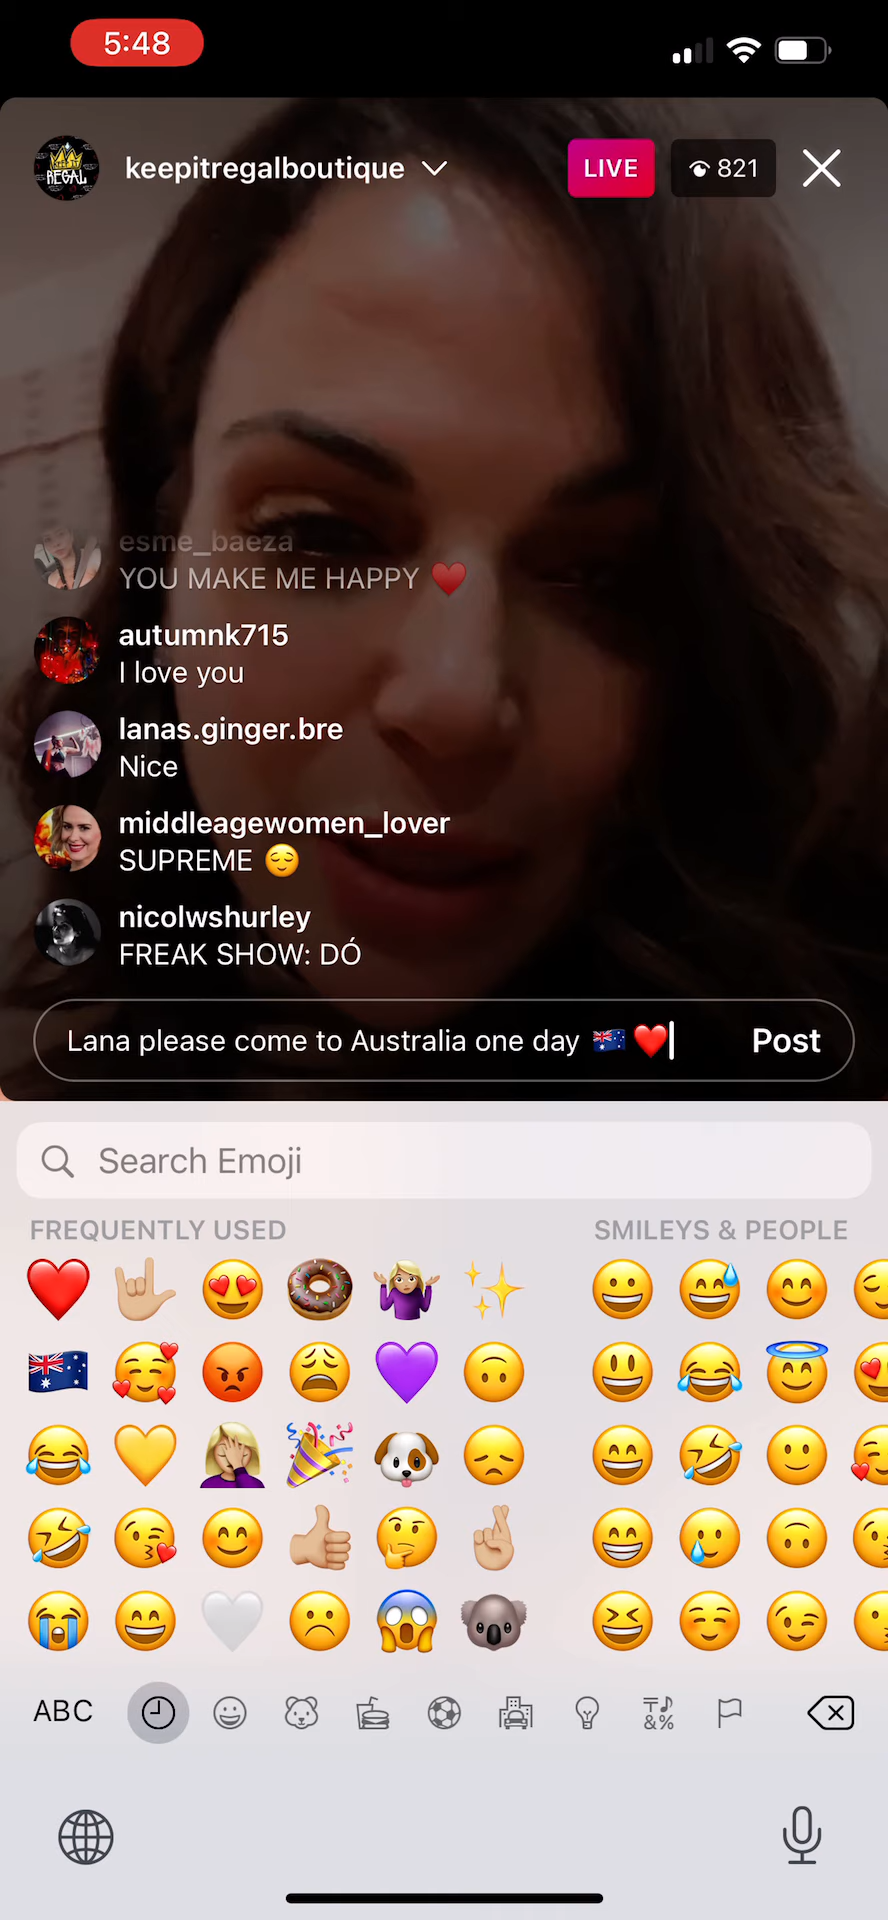 5:48
REGAL
keepitregalboutique
LIVE
821
esme_baeza
YOU MAKE ME HAPPY ❤️
autumnk715
I love you
lanas.ginger.bre
Nice
middleagewomen_lover
SUPREME 😌
nicolwshurley
FREAK SHOW: DÓ
Lana please come to Australia one day 🇦🇺❤️
Post
Search Emoji
FREQUENTLY USED
SMILEYS & PEOPLE
ABC
&%